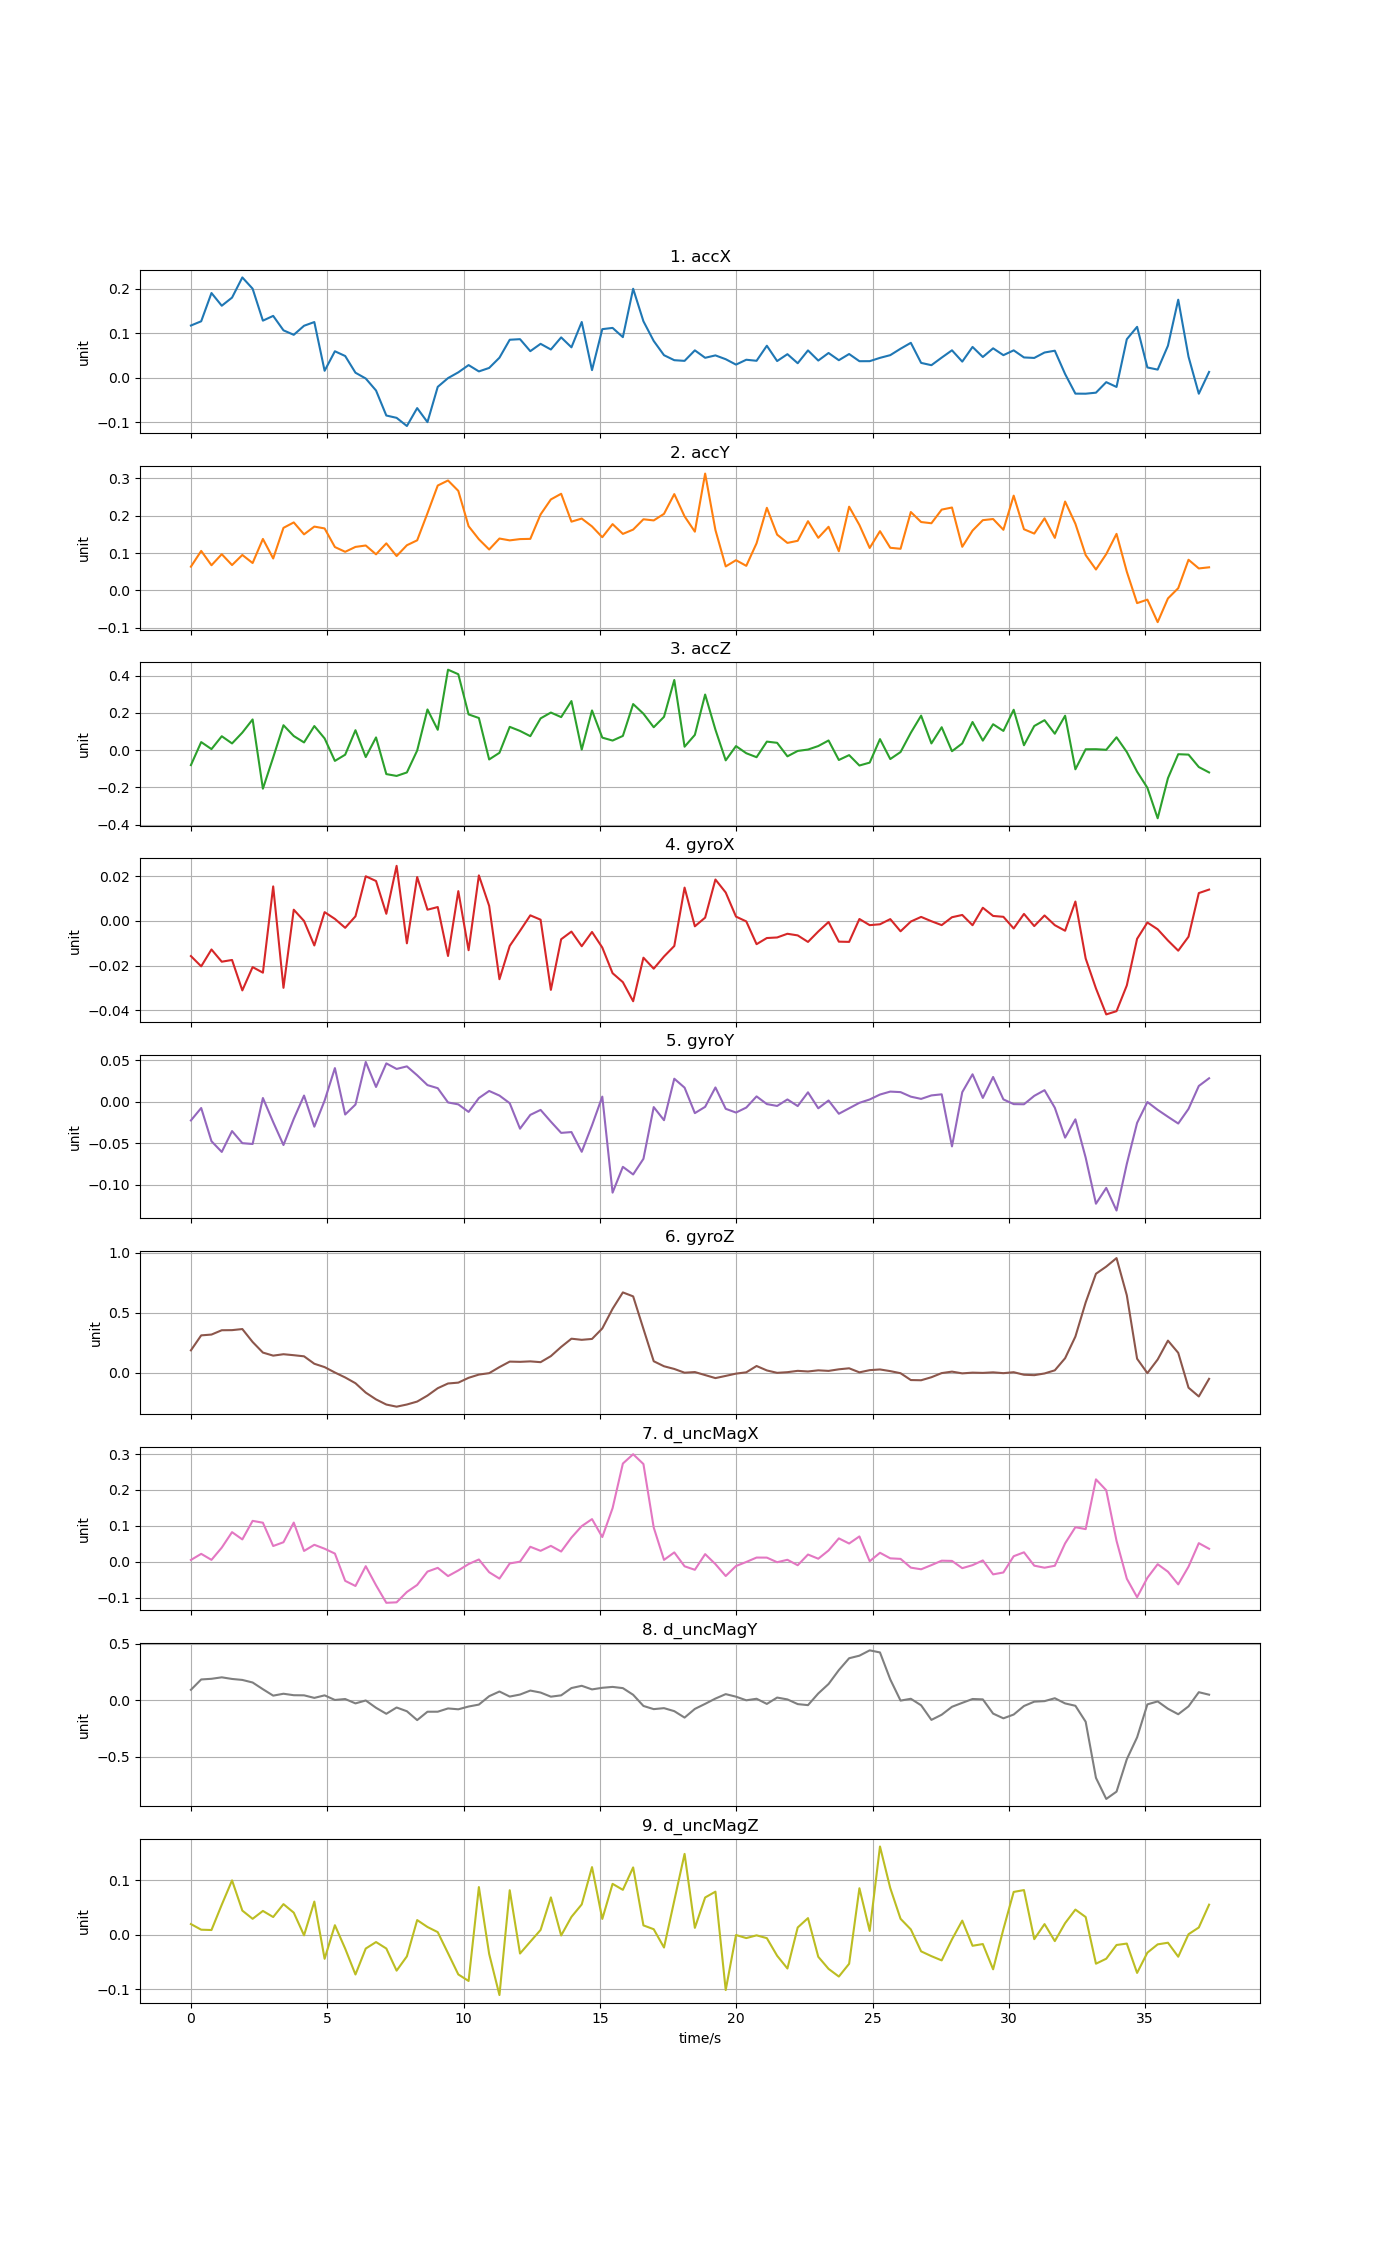 1. accX
0.2
0.1
0.0
−0.1
unit
2. accY
0.3
0.2
0.1
0.0
−0.1
unit
3. accZ
0.4
0.2
0.0
−0.2
−0.4
unit
4. gyroX
0.02
0.00
−0.02
−0.04
unit
5. gyroY
0.05
0.00
−0.05
−0.10
unit
6. gyroZ
1.0
0.5
0.0
unit
7. d_uncMagX
0.3
0.2
0.1
0.0
−0.1
unit
8. d_uncMagY
0.5
0.0
−0.5
unit
9. d_uncMagZ
0.1
0.0
−0.1
unit
0 5 10 15 20 25 30 35
time/s